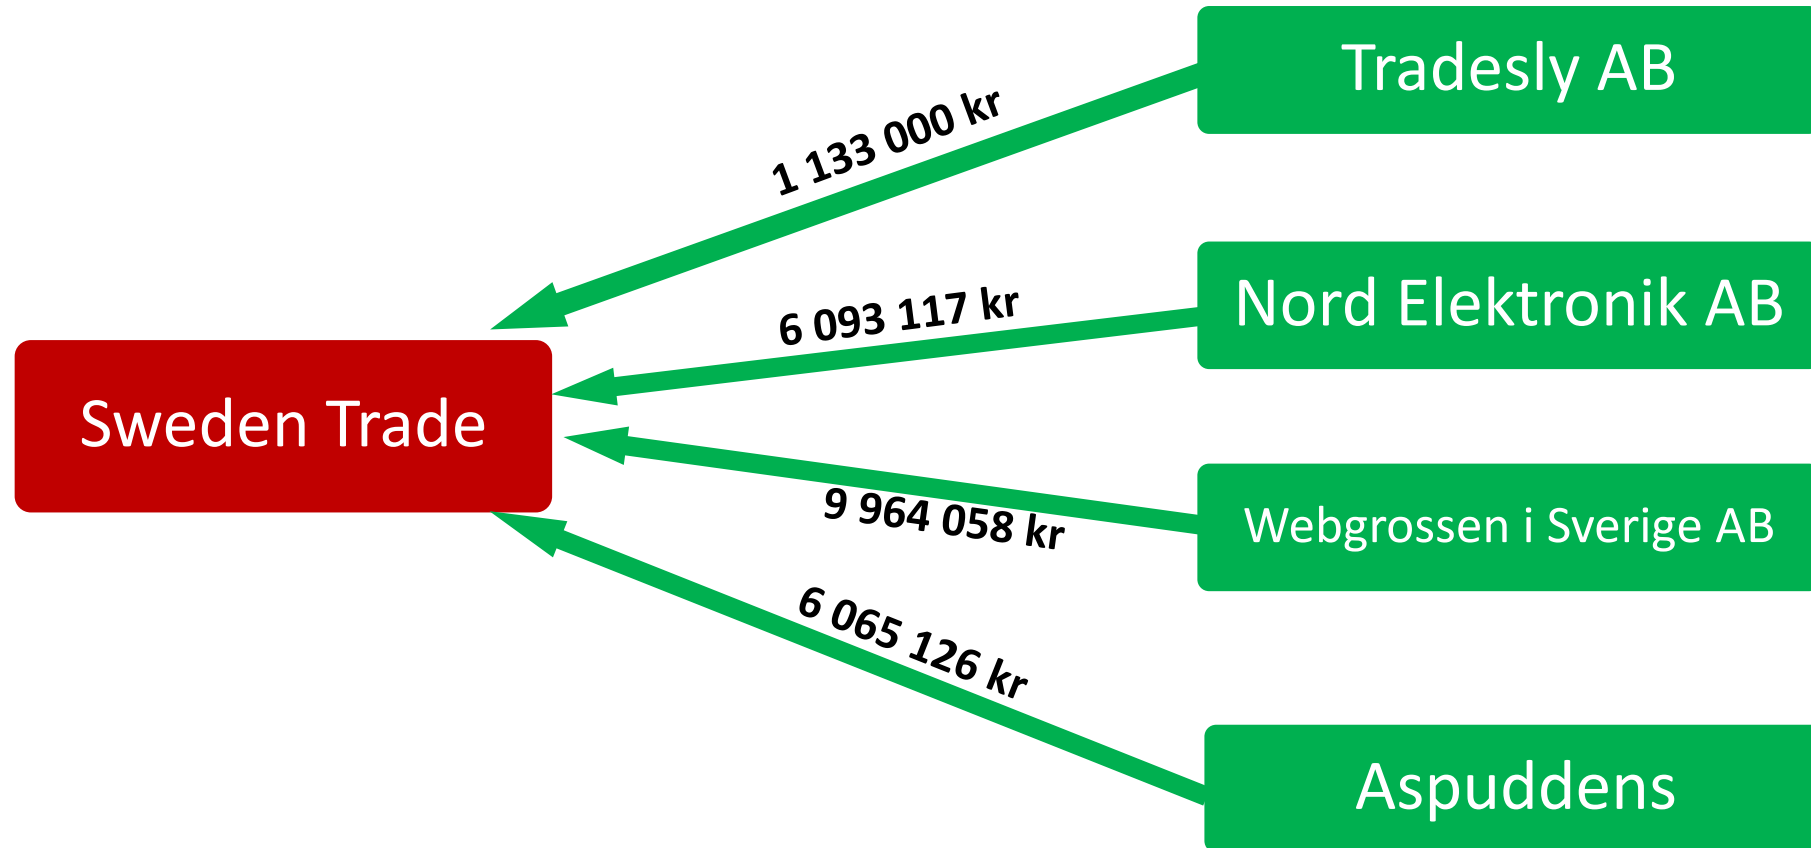 Tradesly AB
1 133 000 kr
Nord Elektronik AB
6 093 117 kr
Sweden Trade
9 964 058 kr
Webgrossen i Sverige AB
6 065 126 kr
Aspuddens